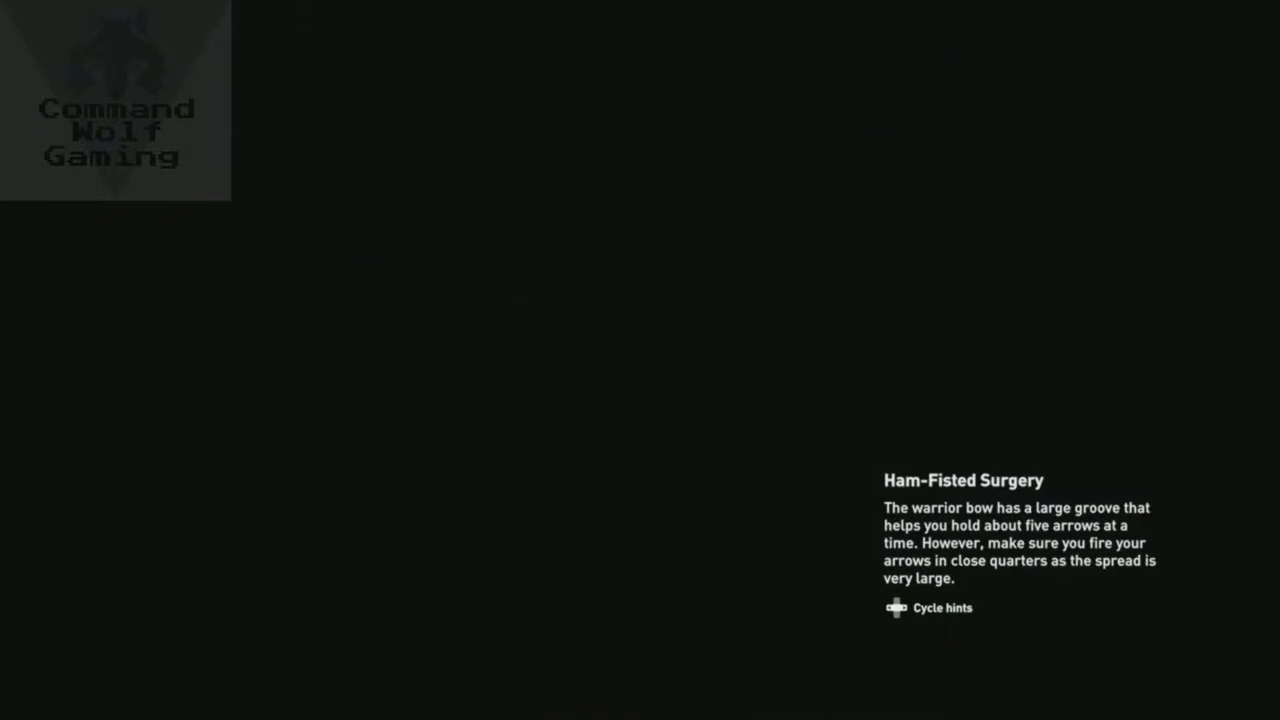 Command
Wolf
Gaming
Ham-Fisted Surgery
The warrior bow has a large groove that
helps you hold about five arrows at a
time. However, make sure you fire your
arrows in close quarters as the spread is
very large.
Cycle hints